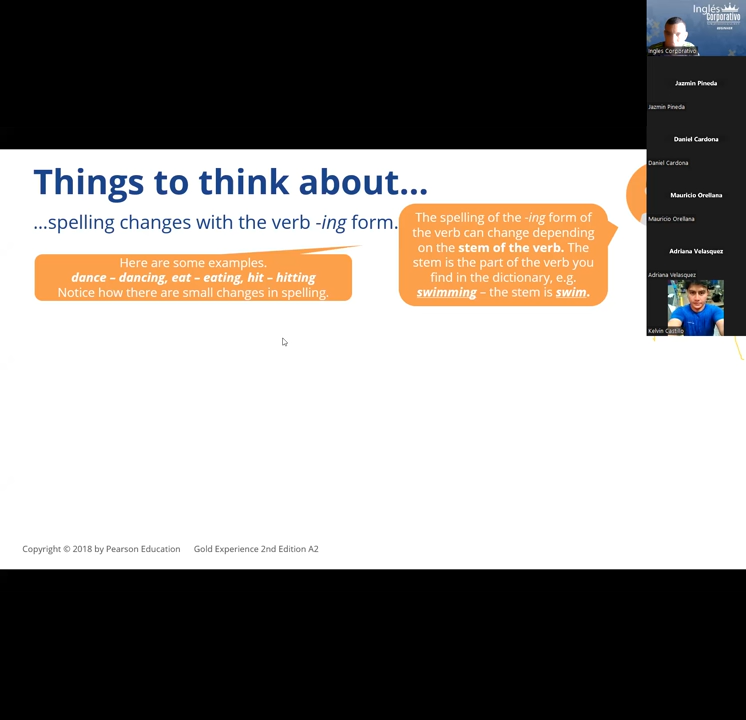 Things to think about...
...spelling changes with the verb -ing form.
Here are some examples.
dance – dancing, eat – eating, hit – hitting
Notice how there are small changes in spelling.
The spelling of the -ing form of
the verb can change depending
on the stem of the verb. The
stem is the part of the verb you
find in the dictionary, e.g.
swimming – the stem is swim.
Copyright © 2018 by Pearson Education Gold Experience 2nd Edition A2
Inglés
Corporativo
Ingles Corporativo
Jazmin Pineda
Jazmin Pineda
Daniel Cardona
Daniel Cardona
Mauricio Orellana
Mauricio Orellana
Adriana Velasquez
Adriana Velasquez
Kelvin Castillo